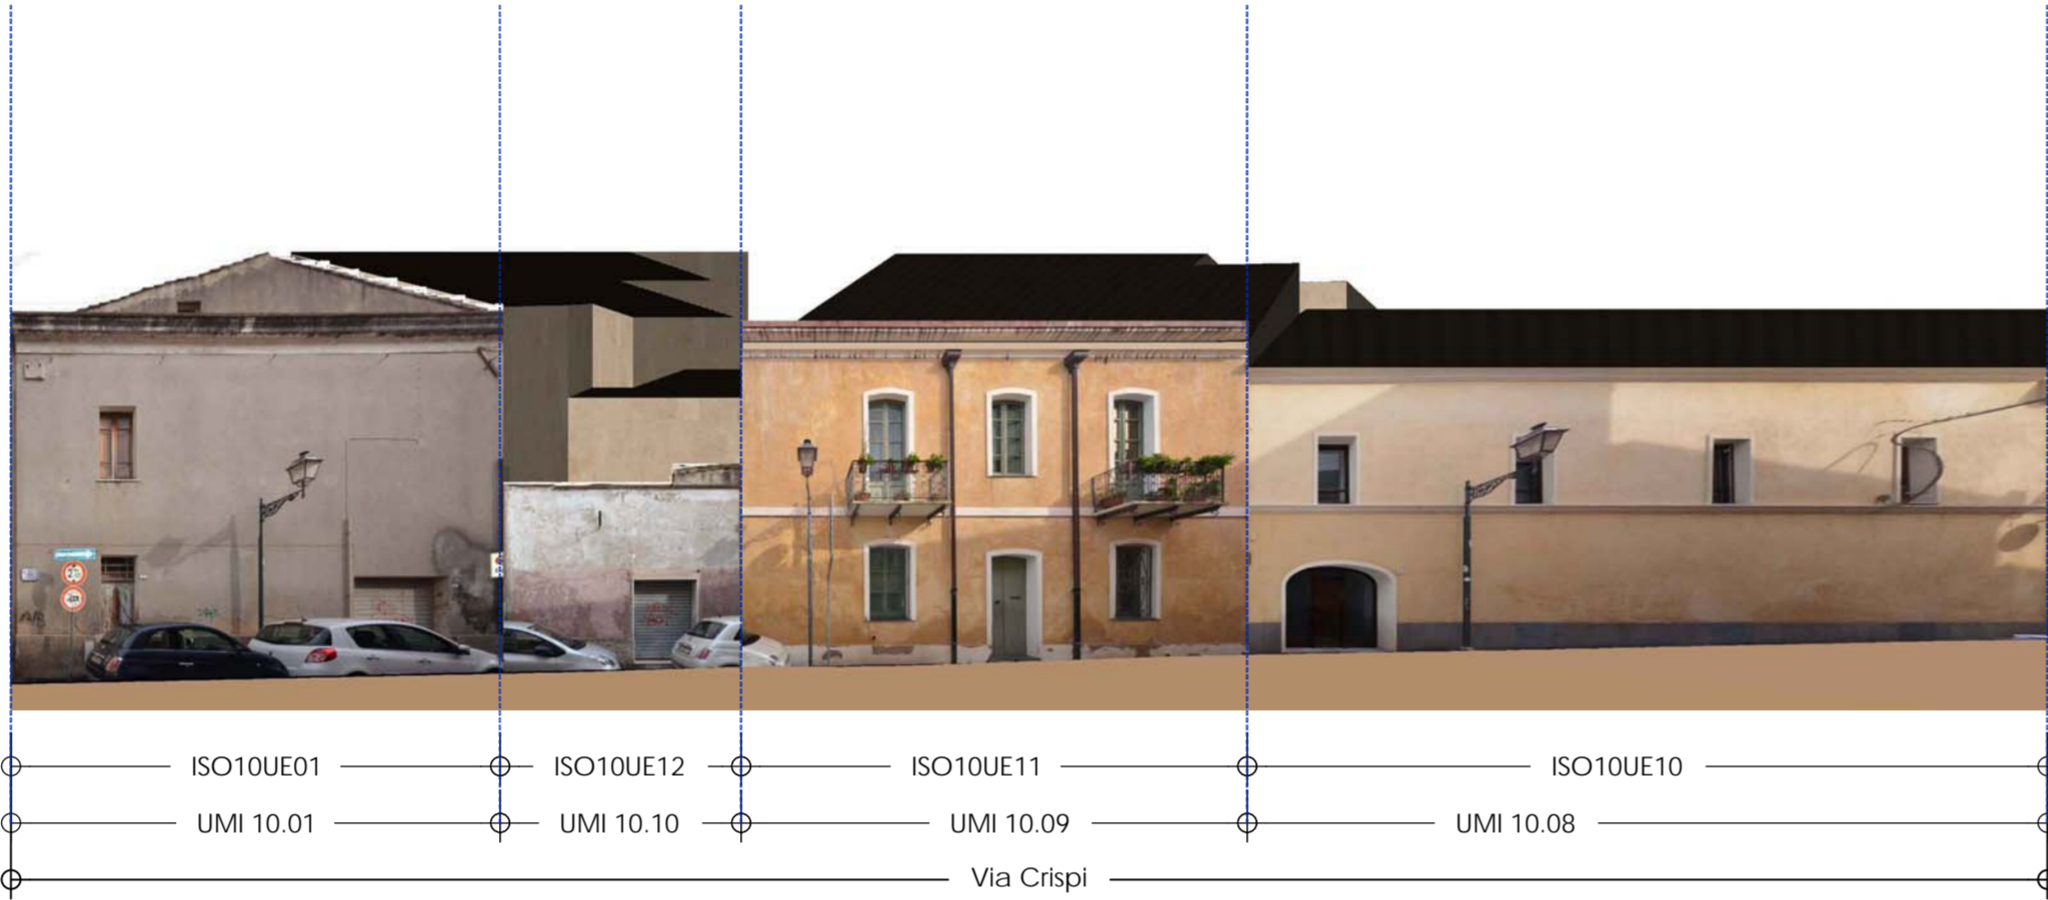 ISO10UE01 ISO10UE12 ISO10UE11 ISO10UE10
UMI 10.01 UMI 10.10 UMI 10.09 UMI 10.08
Via Crispi